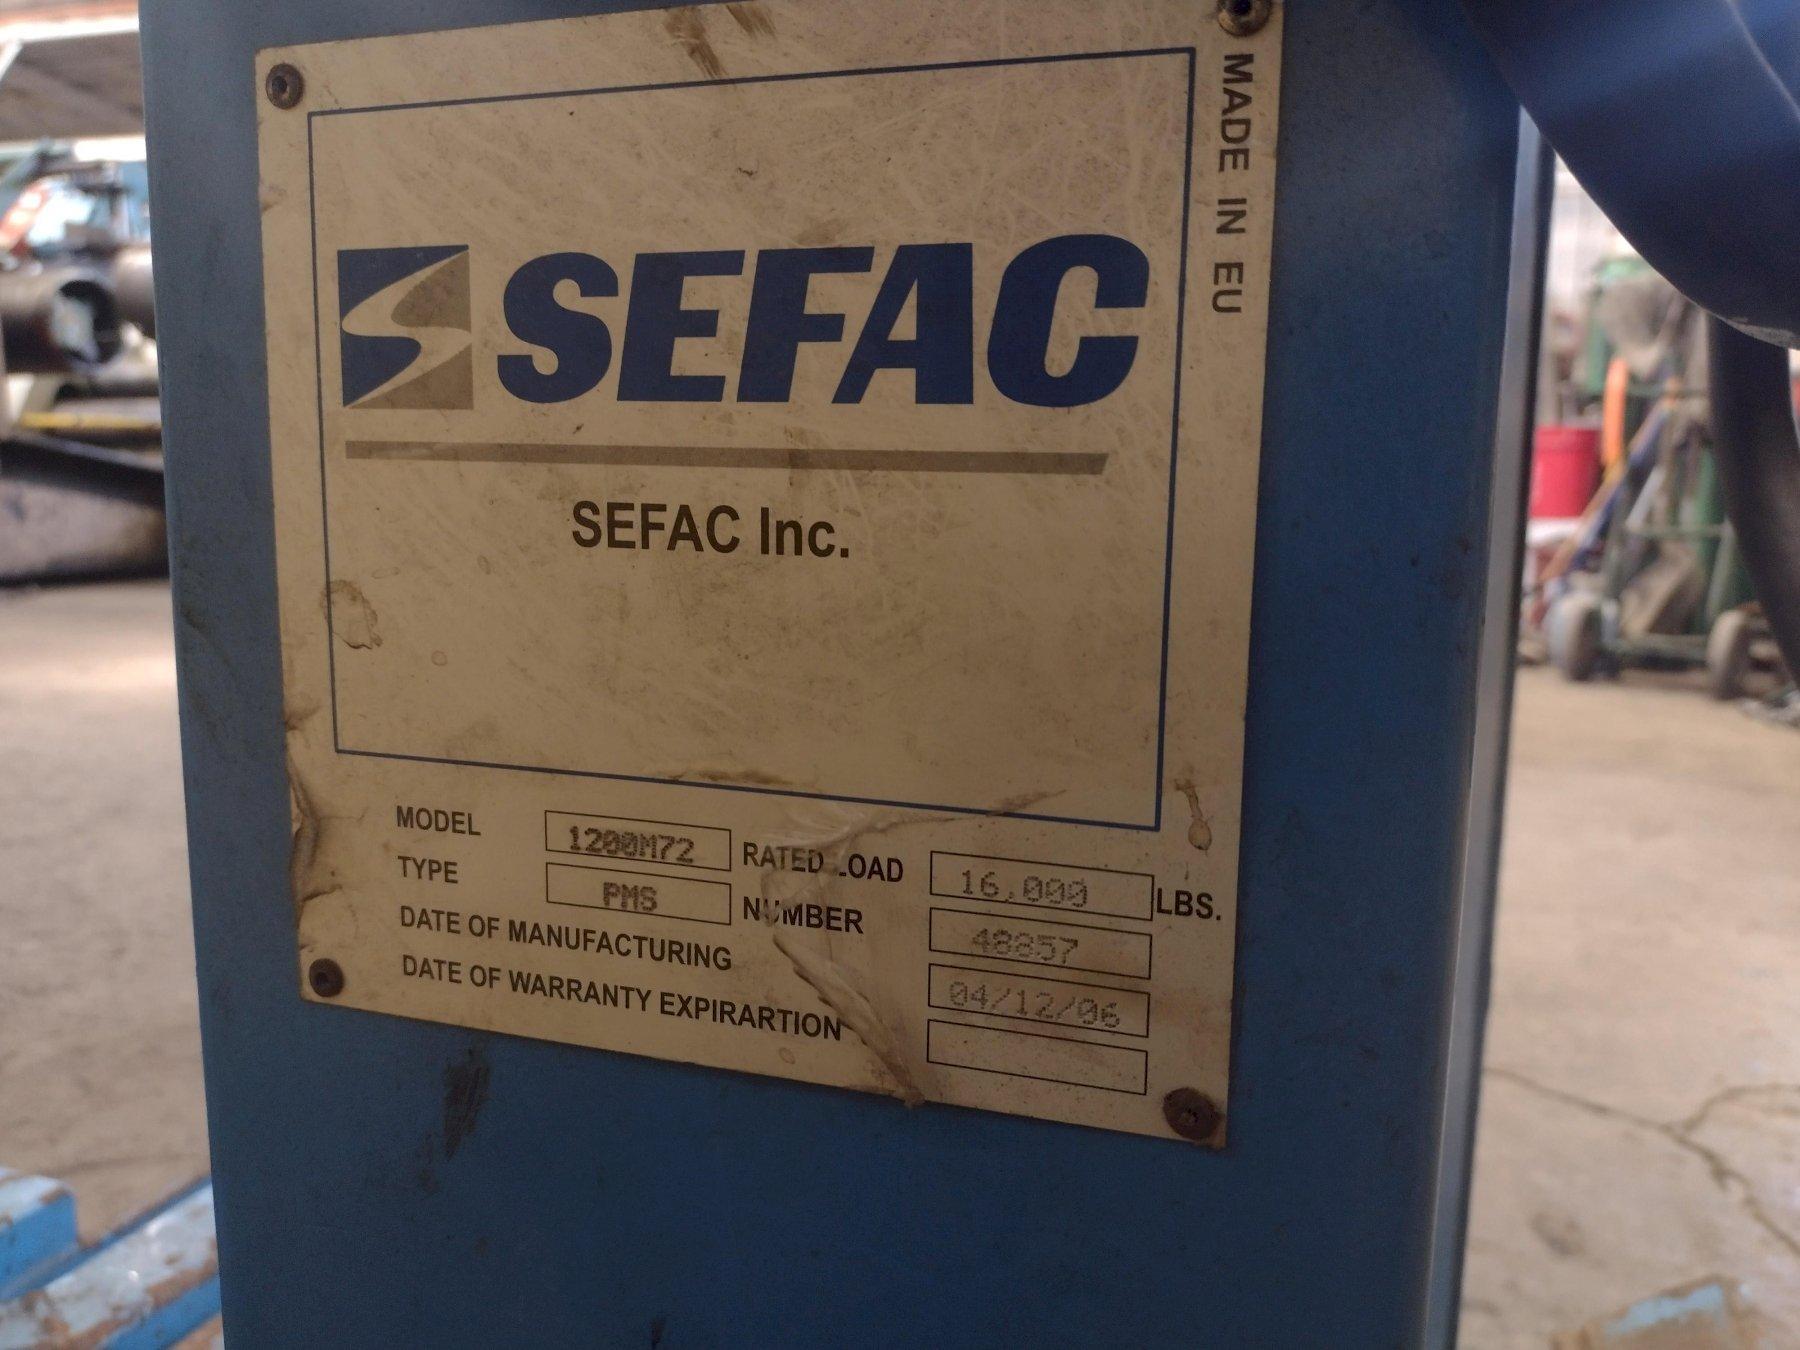 MADE IN EU
SEFAC
SEFAC Inc.
MODEL 1200M72 RATED LOAD 16,000 LBS.
TYPE PMS NUMBER 48857
DATE OF MANUFACTURING 04/12/06
DATE OF WARRANTY EXPIRARTION